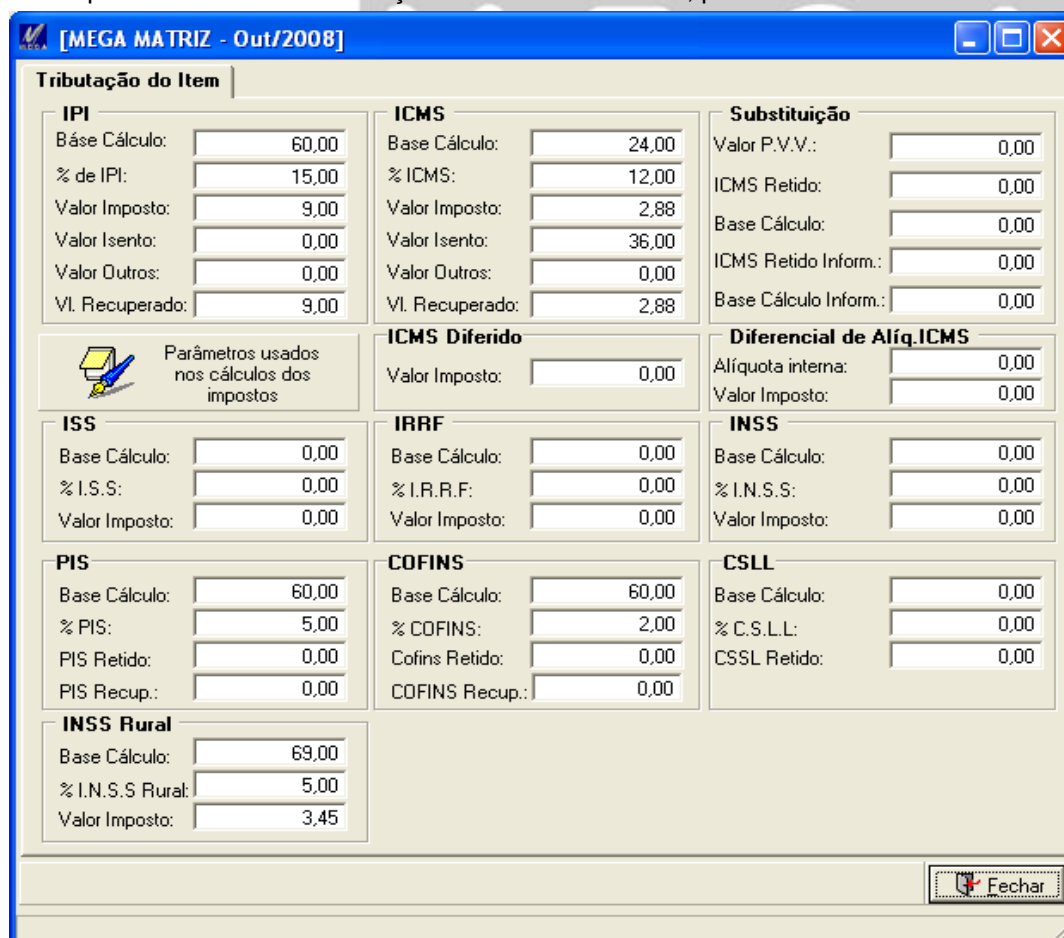 [MEGA MATRIZ - Out/2008]
Tributação do Item
IPI
Báse Cálculo: 60,00
% de IPI: 15,00
Valor Imposto: 9,00
Valor Isento: 0,00
Valor Outros: 0,00
Vl. Recuperado: 9,00
ICMS
Base Cálculo: 24,00
% ICMS: 12,00
Valor Imposto: 2,88
Valor Isento: 36,00
Valor Outros: 0,00
Vl. Recuperado: 2,88
Substituição
Valor P.V.V.: 0,00
ICMS Retido: 0,00
Base Cálculo: 0,00
ICMS Retido Inform.: 0,00
Base Cálculo Inform.: 0,00
Parâmetros usados
nos cálculos dos
impostos
ICMS Diferido
Valor Imposto: 0,00
Diferencial de Alíq.ICMS
Alíquota interna: 0,00
Valor Imposto: 0,00
ISS
Base Cálculo: 0,00
% I.S.S: 0,00
Valor Imposto: 0,00
IRRF
Base Cálculo: 0,00
% I.R.R.F: 0,00
Valor Imposto: 0,00
INSS
Base Cálculo: 0,00
% I.N.S.S: 0,00
Valor Imposto: 0,00
PIS
Base Cálculo: 60,00
% PIS: 5,00
PIS Retido: 0,00
PIS Recup.: 0,00
COFINS
Base Cálculo: 60,00
% COFINS: 2,00
Cofins Retido: 0,00
COFINS Recup.: 0,00
CSLL
Base Cálculo: 0,00
% C.S.L.L: 0,00
CSSL Retido: 0,00
INSS Rural
Base Cálculo: 69,00
% I.N.S.S Rural: 5,00
Valor Imposto: 3,45
Fechar